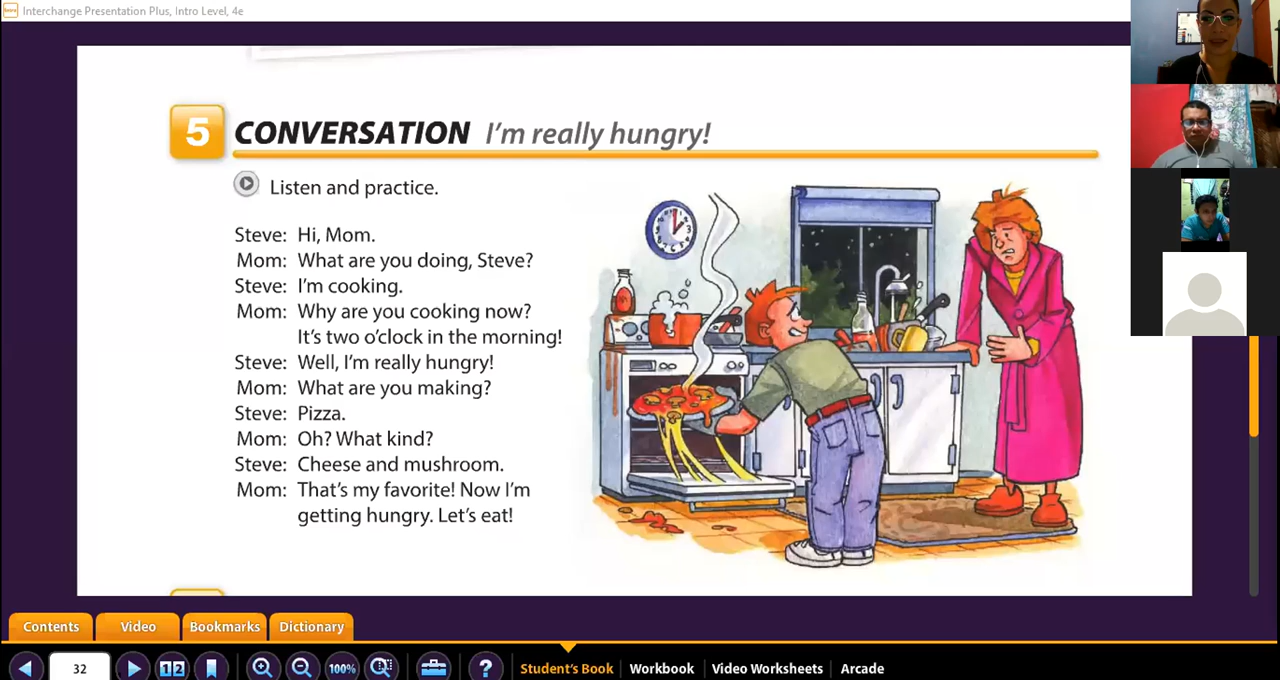 Interchange Presentation Plus, Intro Level, 4e
5 CONVERSATION I'm really hungry!
Listen and practice.
Steve: Hi, Mom.
Mom: What are you doing, Steve?
Steve: I'm cooking.
Mom: Why are you cooking now?
It's two o'clock in the morning!
Steve: Well, I'm really hungry!
Mom: What are you making?
Steve: Pizza.
Mom: Oh? What kind?
Steve: Cheese and mushroom.
Mom: That's my favorite! Now I'm
getting hungry. Let's eat!
Contents Video Bookmarks Dictionary
32 1 2 100% ? Student's Book Workbook Video Worksheets Arcade